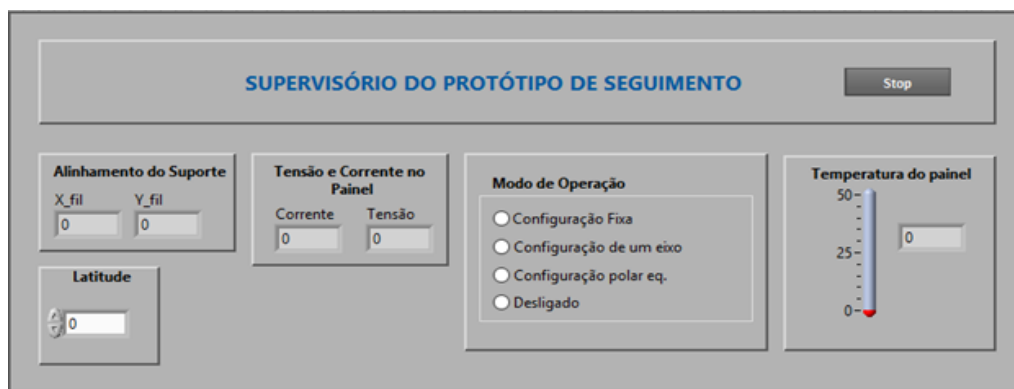 SUPERVISÓRIO DO PROTÓTIPO DE SEGUIMENTO
Stop
Alinhamento do Suporte
X_fil Y_fil
0 0
Latitude
0
Tensão e Corrente no
Painel
Corrente Tensão
0 0
Modo de Operação
Configuração Fixa
Configuração de um eixo
Configuração polar eq.
Desligado
Temperatura do painel
50
25
0
0